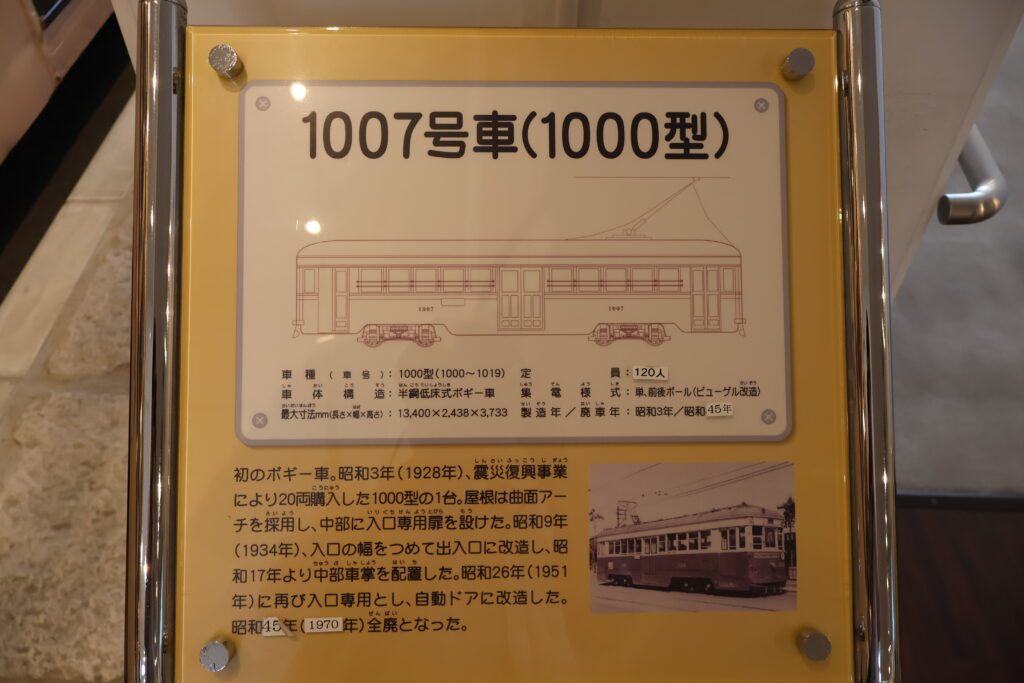 1007号車(1000型)
1007 1007
車種(車号):1000型(1000~1019) 定員:120人
車体構造:半鋼低床式ボギー車 集電様式:単、前後ポール(ビューゲル改造)
最大寸法mm(長さ×幅×高さ):13,400×2,438×3,733 製造年/廃車年:昭和3年/昭和45年
初のボギー車。昭和3年(1928年)、震災復興事業
により20両購入した1000型の1台。屋根は曲面アー
チを採用し、中部に入口専用扉を設けた。昭和9年
(1934年)、入口の幅をつめて出入口に改造し、昭
和17年より中部車掌を配置した。昭和26年(1951
年)に再び入口専用とし、自動ドアに改造した。
昭和45年(1970年)全廃となった。